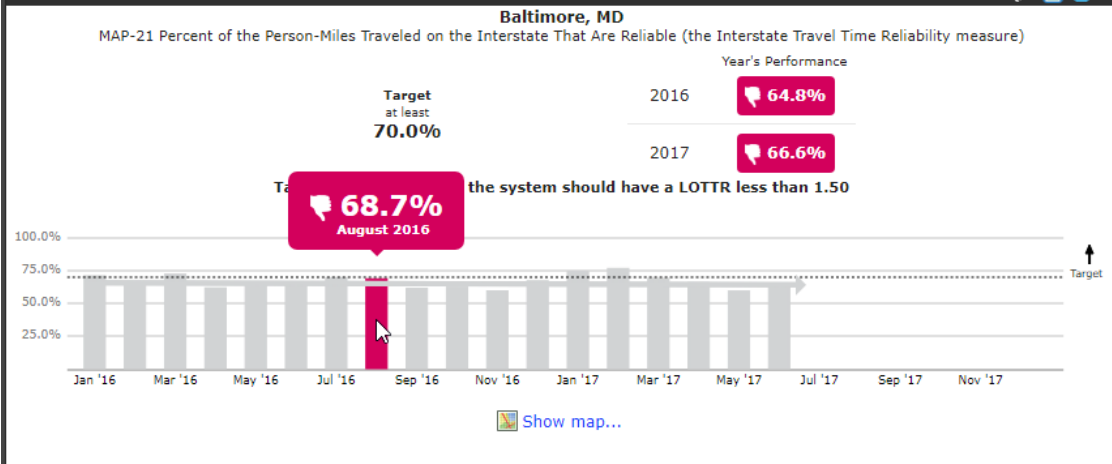 Baltimore, MD
MAP-21 Percent of the Person-Miles Traveled on the Interstate That Are Reliable (the Interstate Travel Time Reliability measure)
Year's Performance
Target
at least
70.0%
2016 64.8%
2017 66.6%
the system should have a LOTTR less than 1.50
68.7%
August 2016
100.0%
75.0%
50.0%
25.0%
Target
Jan '16 Mar '16 May '16 Jul '16 Sep '16 Nov '16 Jan '17 Mar '17 May '17 Jul '17 Sep '17 Nov '17
Show map...